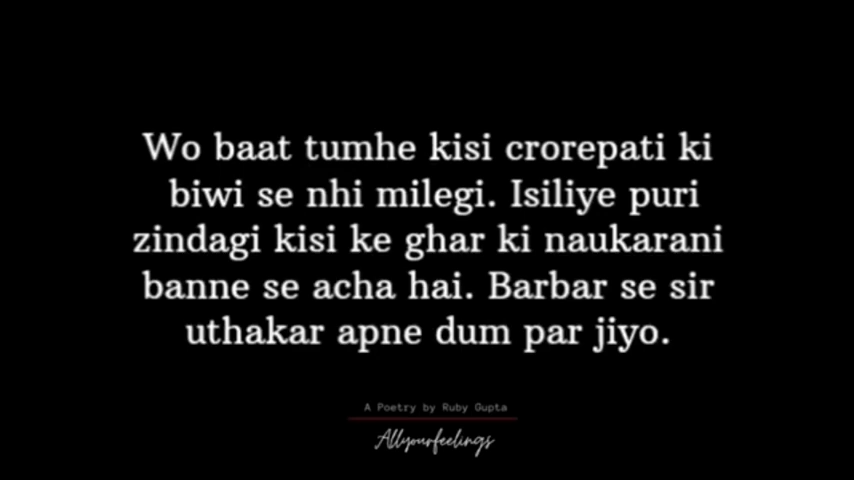 Wo baat tumhe kisi crorepati ki
biwi se nhi milegi. Isiliye puri
zindagi kisi ke ghar ki naukarani
banne se acha hai. Barbar se sir
uthakar apne dum par jiyo.
A Poetry by Ruby Gupta
Allyourfeelings